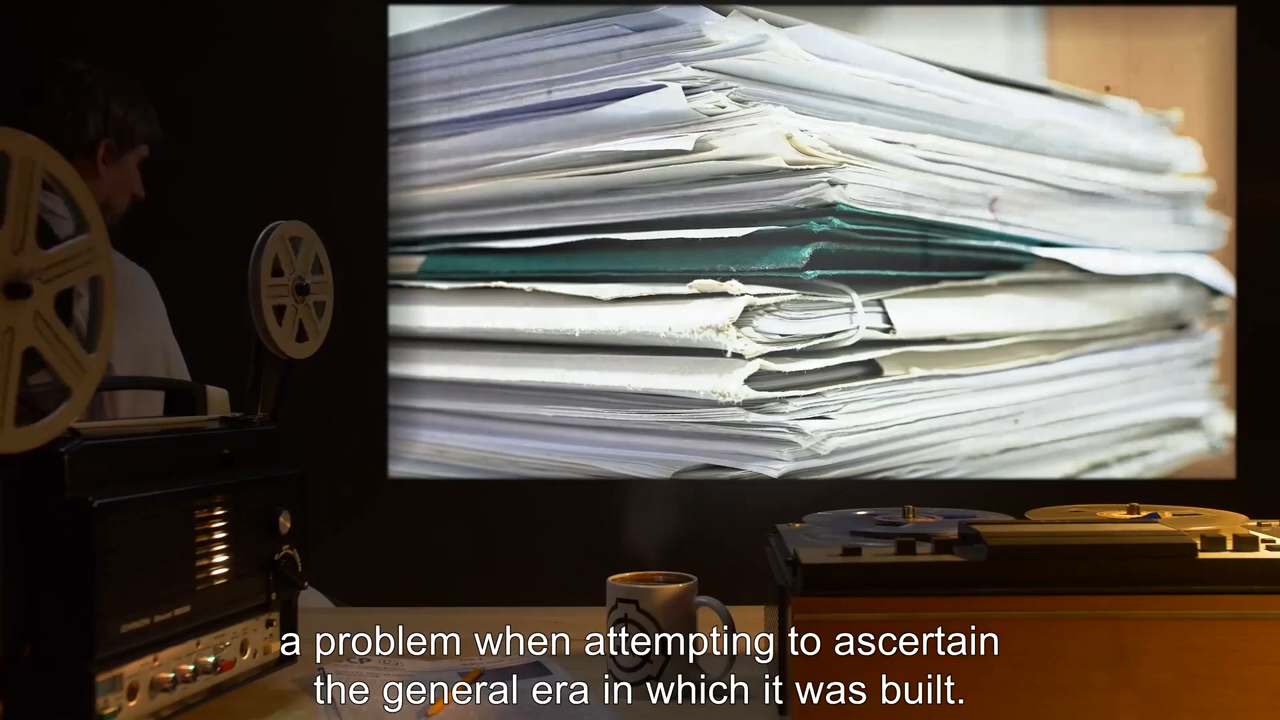 a problem when attempting to ascertain
the general era in which it was built.